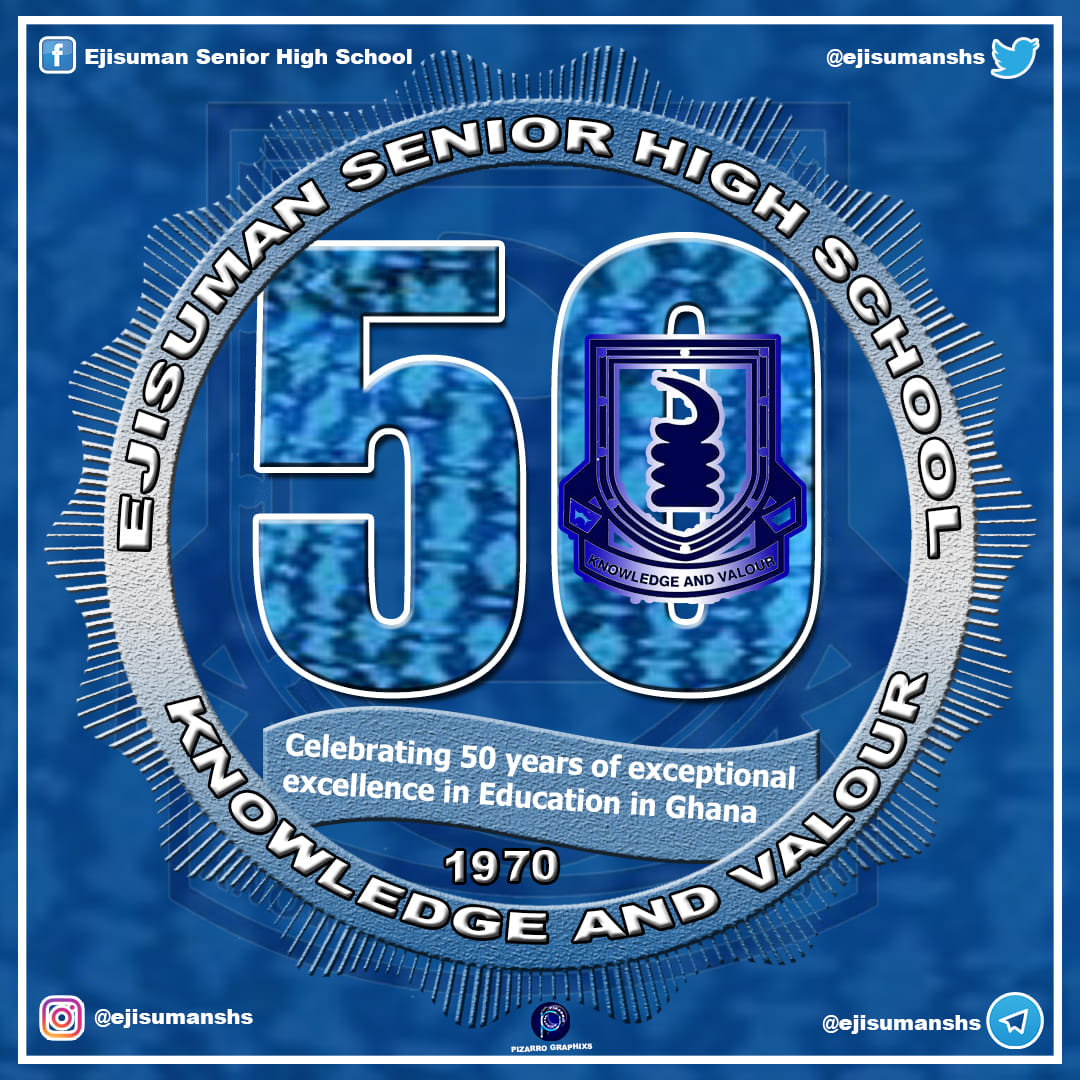 Ejisuman Senior High School
@ejisumanshs
EJISUMAN SENIOR HIGH SCHOOL
50
KNOWLEDGE AND VALOUR
Celebrating 50 years of exceptional
excellence in Education in Ghana
1970
KNOWLEDGE AND VALOUR
@ejisumanshs
PIZARRO GRAPHIXS
@ejisumanshs